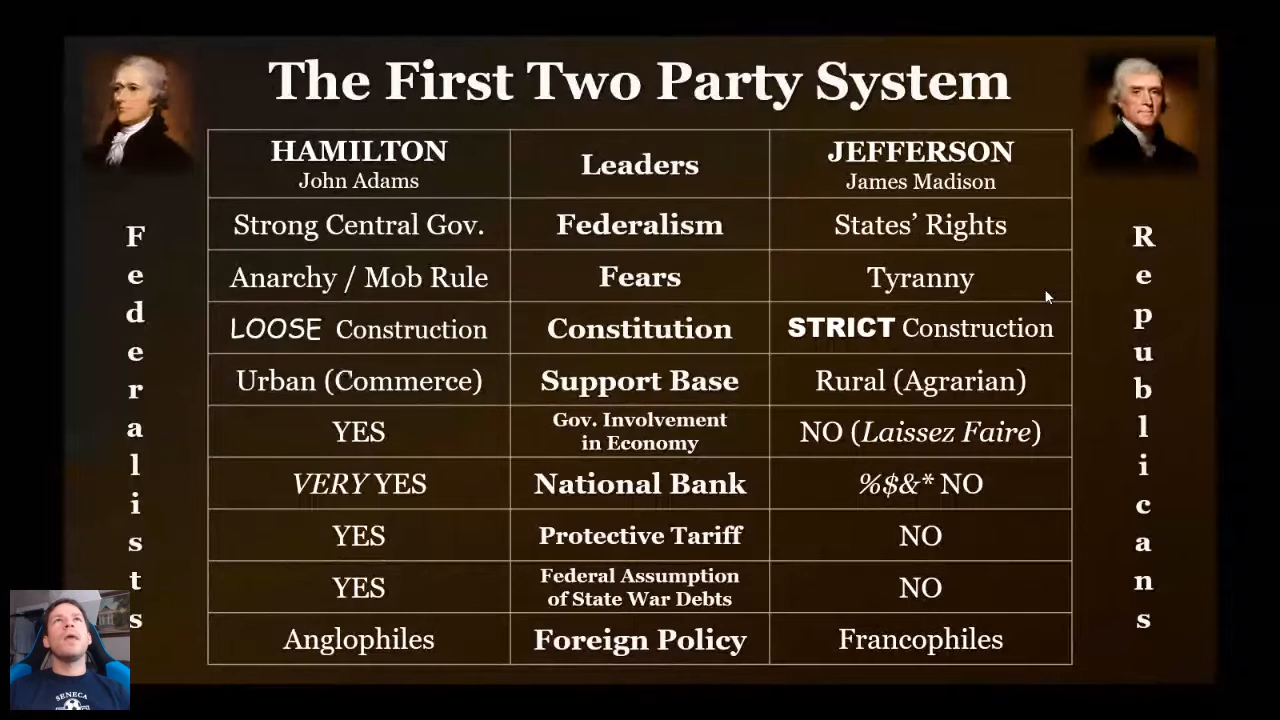 The First Two Party System
HAMILTON
John Adams
Leaders
JEFFERSON
James Madison
Strong Central Gov.
Federalism
States’ Rights
Anarchy / Mob Rule
Fears
Tyranny
LOOSE Construction
Constitution
STRICT Construction
Urban (Commerce)
Support Base
Rural (Agrarian)
YES
Gov. Involvement
in Economy
NO (Laissez Faire)
VERY YES
National Bank
%$&* NO
YES
Protective Tariff
NO
YES
Federal Assumption
of State War Debts
NO
Anglophiles
Foreign Policy
Francophiles
Federalists
Republicans
SENECA